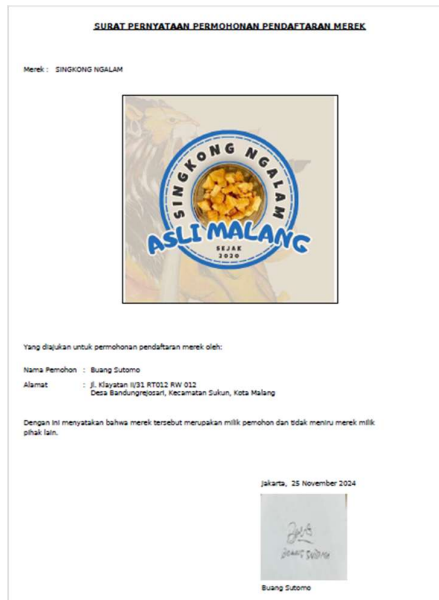 SURAT PERNYATAAN PERMOHONAN PENDAFTARAN MEREK
Merek : SINGKONG NGALAM
SINGKONG NGALAM
ASLI MALANG
SEJAK
2020
Yang diajukan untuk permohonan pendaftaran merek oleh:
Nama Pemohon : Buang Sutomo
Alamat : Jl. Klayatan II/31 RT012 RW 012
Desa Bandungrejosari, Kecamatan Sukun, Kota Malang
Dengan ini menyatakan bahwa merek tersebut merupakan milik pemohon dan tidak meniru merek milik
pihak lain.
Jakarta, 25 November 2024
BUANG SUTOMO
Buang Sutomo